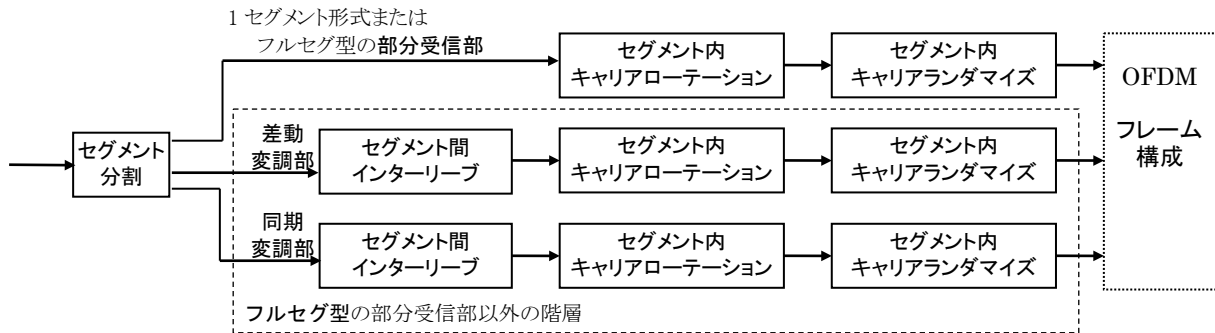 1 セグメント形式または
フルセグ型の部分受信部
セグメント内
キャリアローテーション
セグメント内
キャリアランダマイズ
OFDM
フレーム
構成
セグメント
分割
差動
変調部
セグメント間
インターリーブ
セグメント内
キャリアローテーション
セグメント内
キャリアランダマイズ
同期
変調部
セグメント間
インターリーブ
セグメント内
キャリアローテーション
セグメント内
キャリアランダマイズ
フルセグ型の部分受信部以外の階層